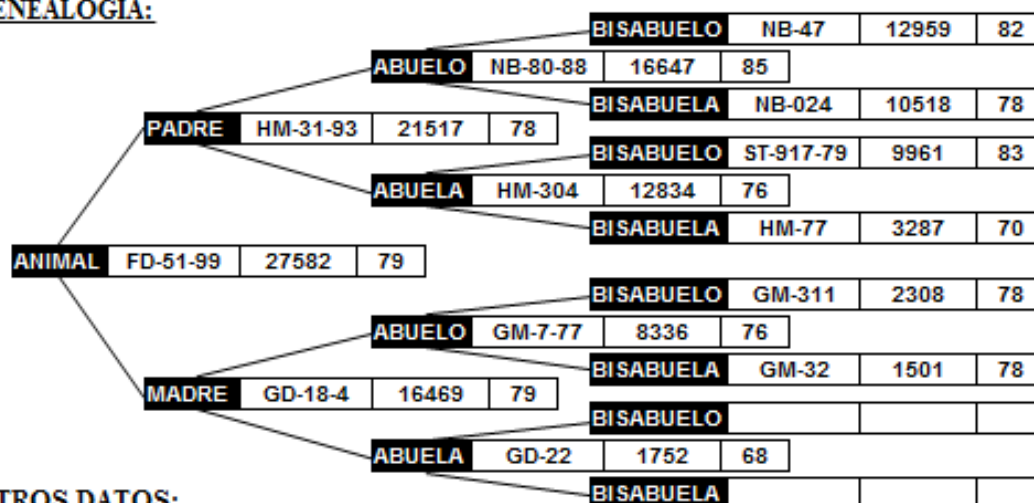 ENEALOGIA:
BISABUELO NB-47 12959 82
ABUELO NB-80-88 16647 85
BISABUELA NB-024 10518 78
PADRE HM-31-93 21517 78
BISABUELO ST-917-79 9961 83
ABUELA HM-304 12834 76
BISABUELA HM-77 3287 70
ANIMAL FD-51-99 27582 79
BISABUELO GM-311 2308 78
ABUELO GM-7-77 8336 76
BISABUELA GM-32 1501 78
MADRE GD-18-4 16469 79
BISABUELO
ABUELA GD-22 1752 68
BISABUELA
TROS DATOS: